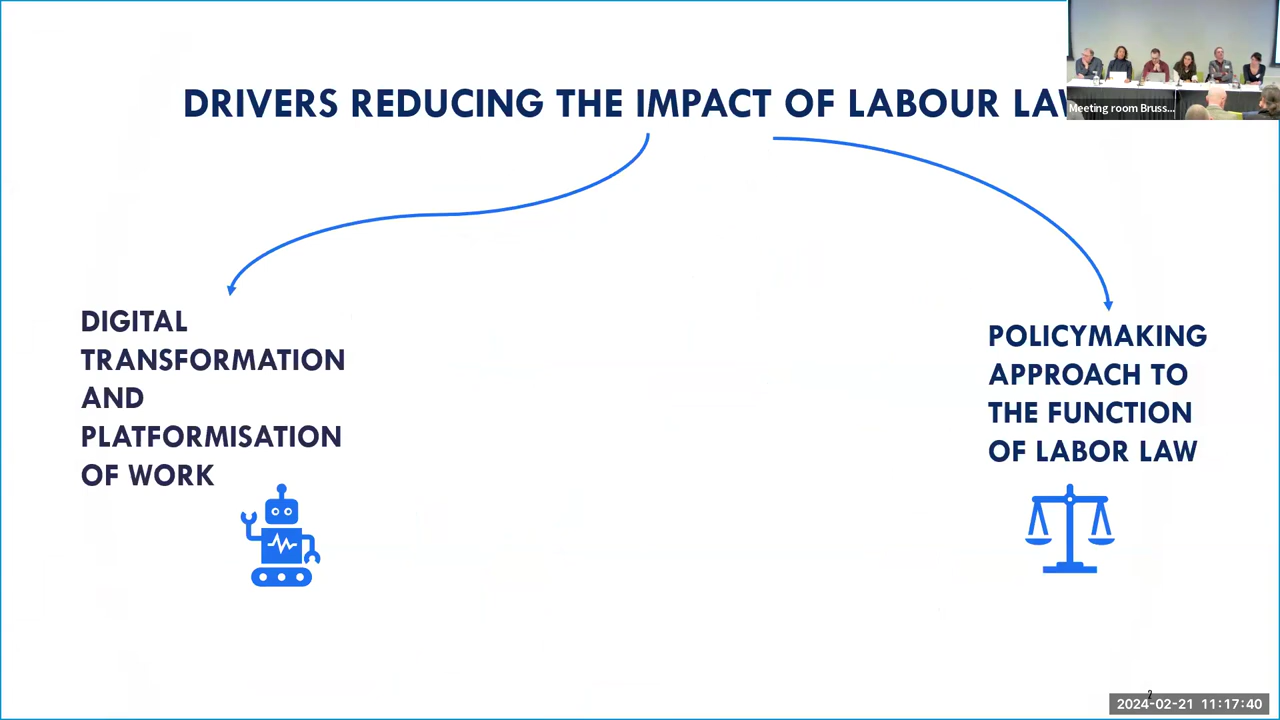 DRIVERS REDUCING THE IMPACT OF LABOUR LAW
Meeting room Bruss...
DIGITAL
TRANSFORMATION
AND
PLATFORMISATION
OF WORK
POLICYMAKING
APPROACH TO
THE FUNCTION
OF LABOR LAW
2
2024-02-21 11:17:40